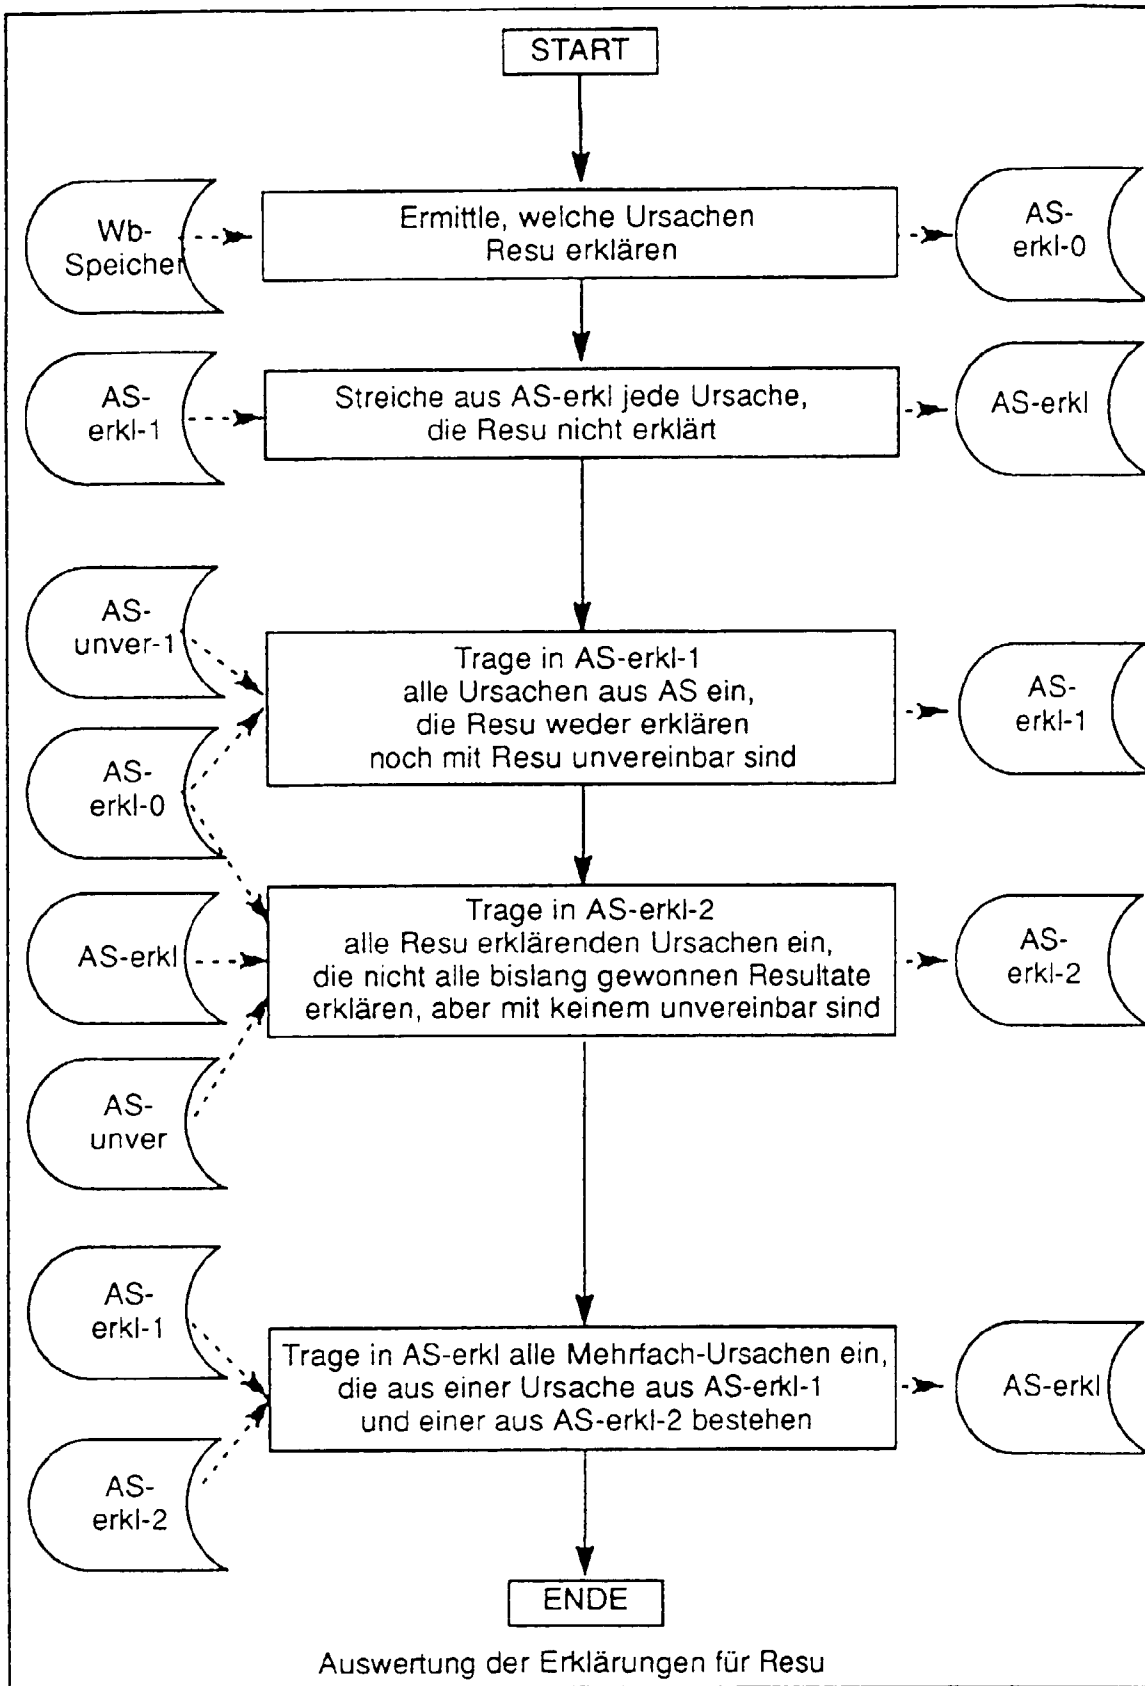 START
Wb-
Speicher
Ermittle, welche Ursachen
Resu erklären
AS-
erkl-0
AS-
erkl-1
Streiche aus AS-erkl jede Ursache,
die Resu nicht erklärt
AS-erkl
AS-
unver-1
AS-
erkl-0
Trage in AS-erkl-1
alle Ursachen aus AS ein,
die Resu weder erklären
noch mit Resu unvereinbar sind
AS-
erkl-1
AS-erkl
AS-
unver
Trage in AS-erkl-2
alle Resu erklärenden Ursachen ein,
die nicht alle bislang gewonnen Resultate
erklären, aber mit keinem unvereinbar sind
AS-
erkl-2
AS-
erkl-1
AS-
erkl-2
Trage in AS-erkl alle Mehrfach-Ursachen ein,
die aus einer Ursache aus AS-erkl-1
und einer aus AS-erkl-2 bestehen
AS-erkl
ENDE
Auswertung der Erklärungen für Resu